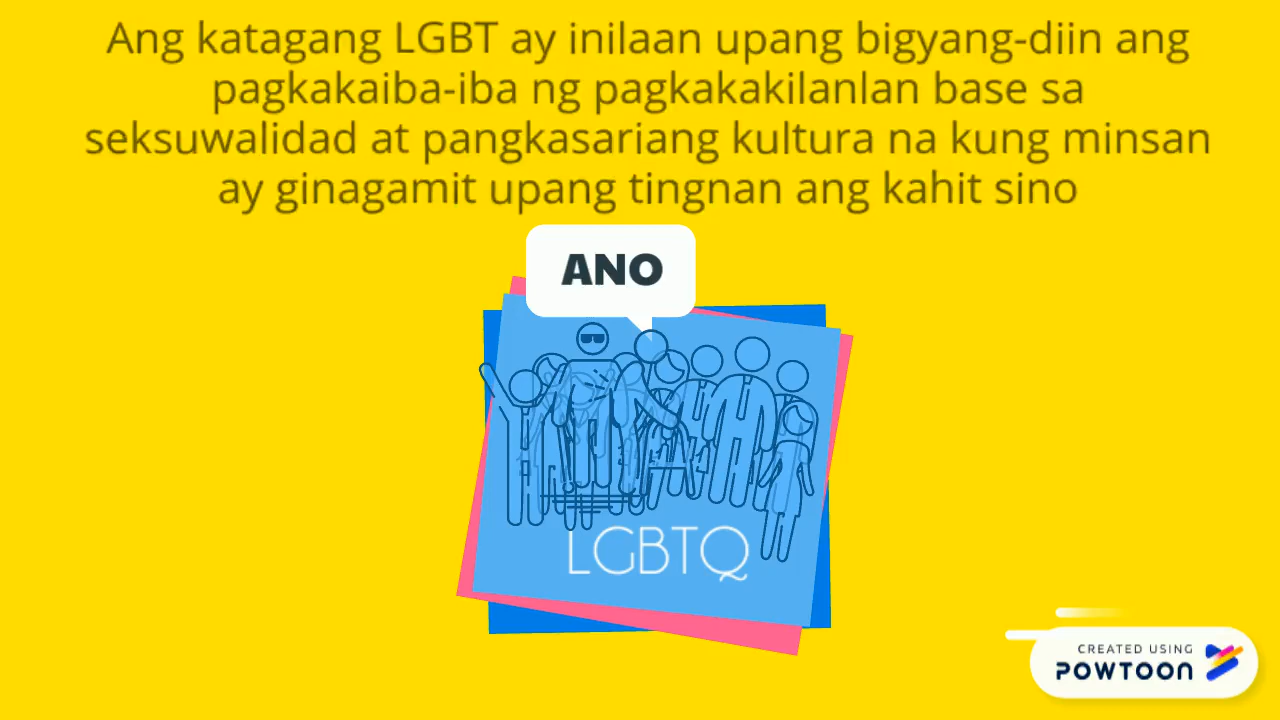 Ang katagang LGBT ay inilaan upang bigyang-diin ang
pagkakaiba-iba ng pagkakakilanlan base sa
seksuwalidad at pangkasariang kultura na kung minsan
ay ginagamit upang tingnan ang kahit sino
ANO
LGBTQ
CREATED USING
POWTOON